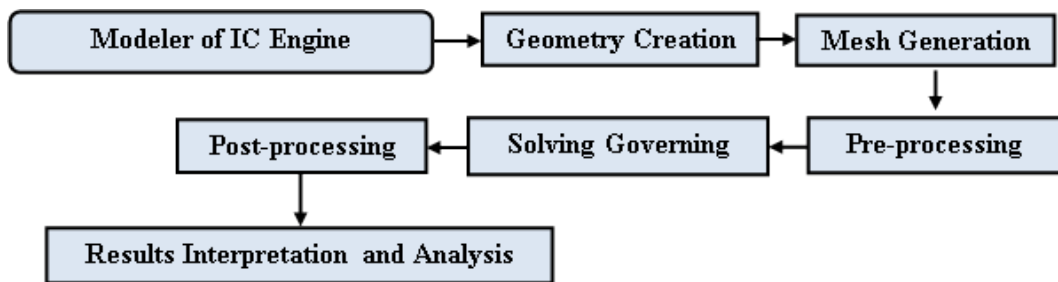 Modeler of IC Engine
Geometry Creation
Mesh Generation
Pre-processing
Solving Governing
Post-processing
Results Interpretation and Analysis